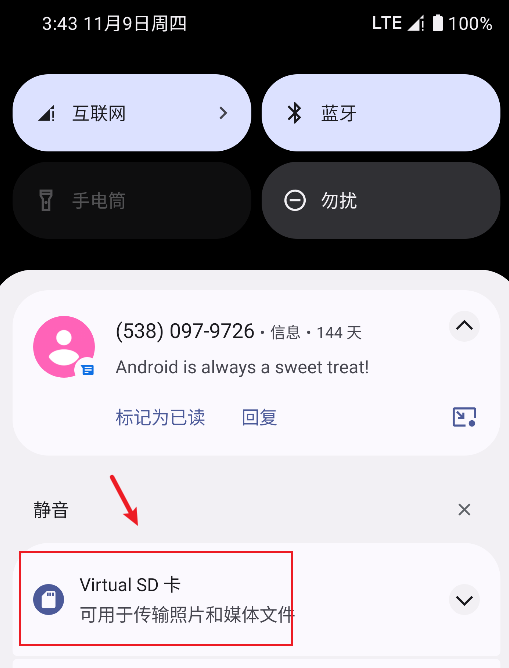 3:43 11月9日周四
LTE 100%
互联网
蓝牙
手电筒
勿扰
(538) 097-9726 · 信息 · 144 天
Android is always a sweet treat!
标记为已读 回复
静音
Virtual SD 卡
可用于传输照片和媒体文件